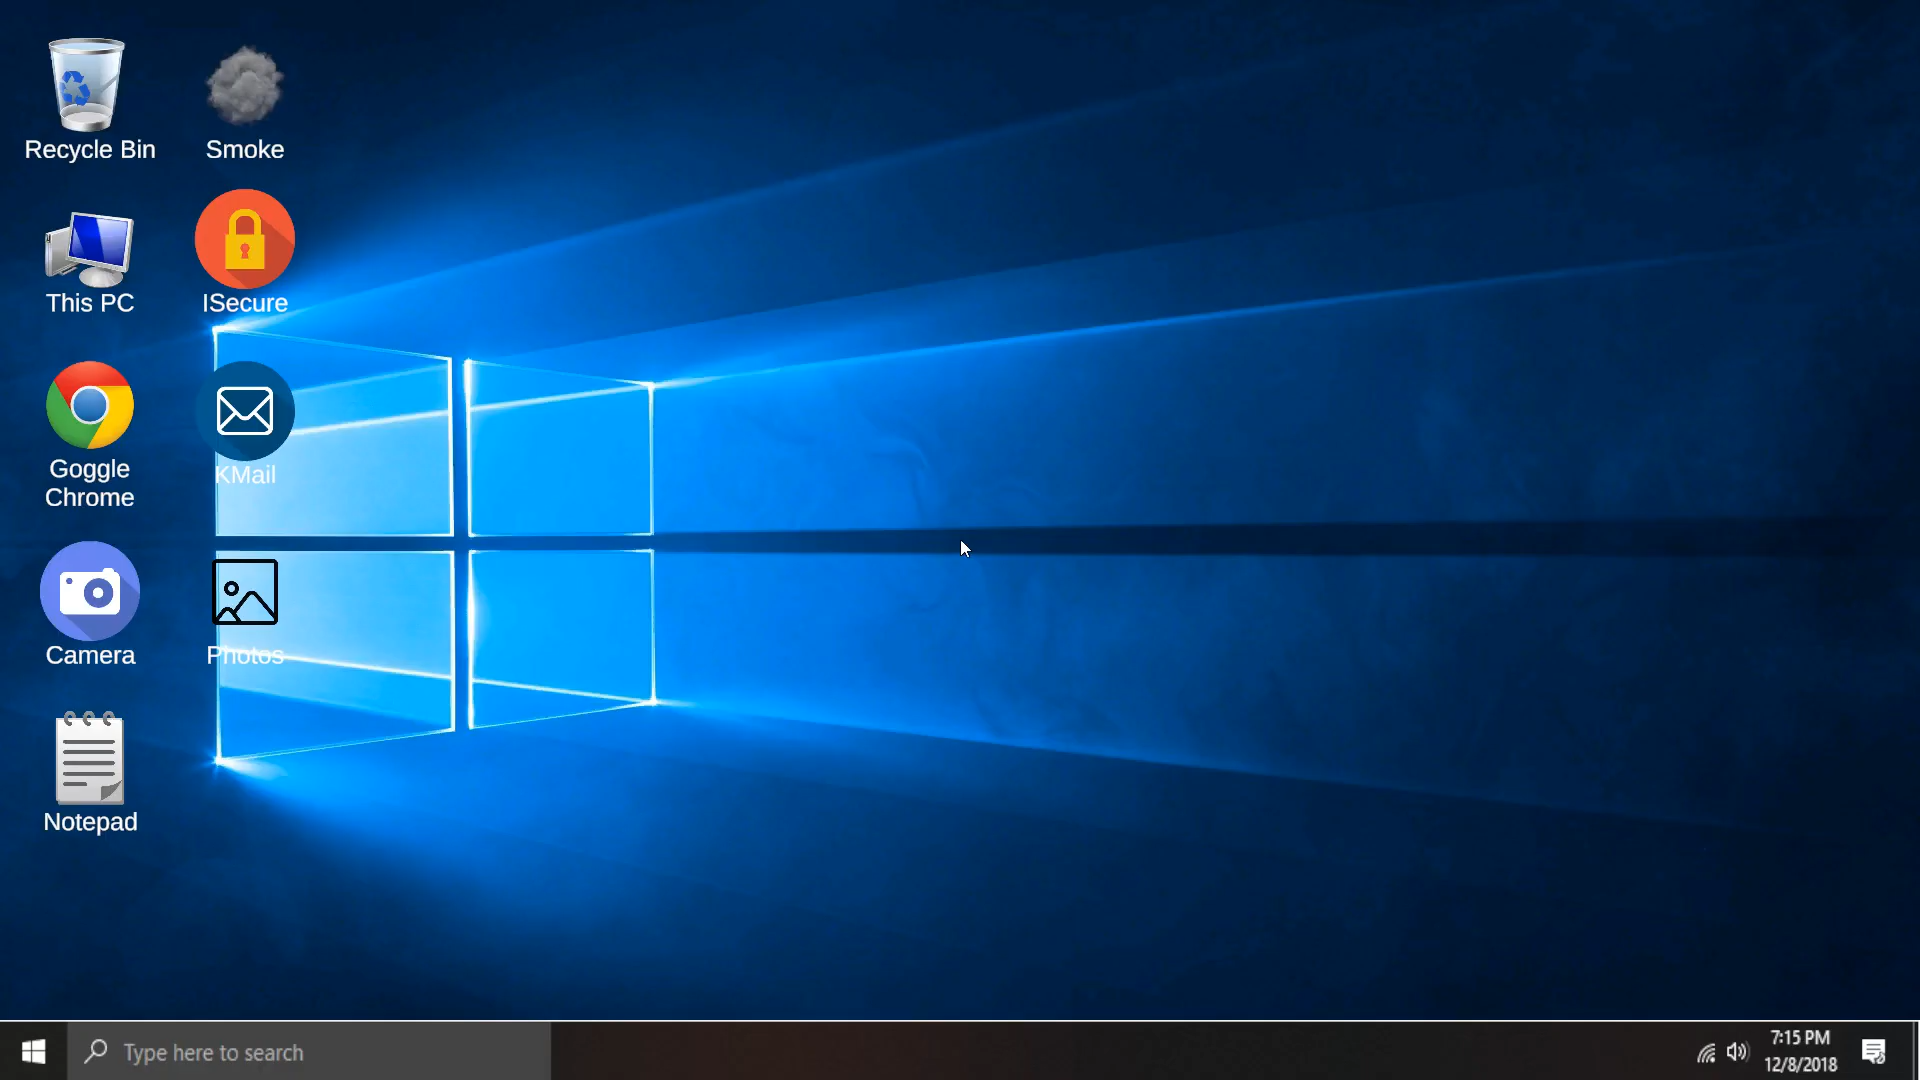 Recycle Bin
Smoke
This PC
ISecure
Goggle
Chrome
KMail
Camera
Photos
Notepad
Type here to search
7:15 PM
12/8/2018